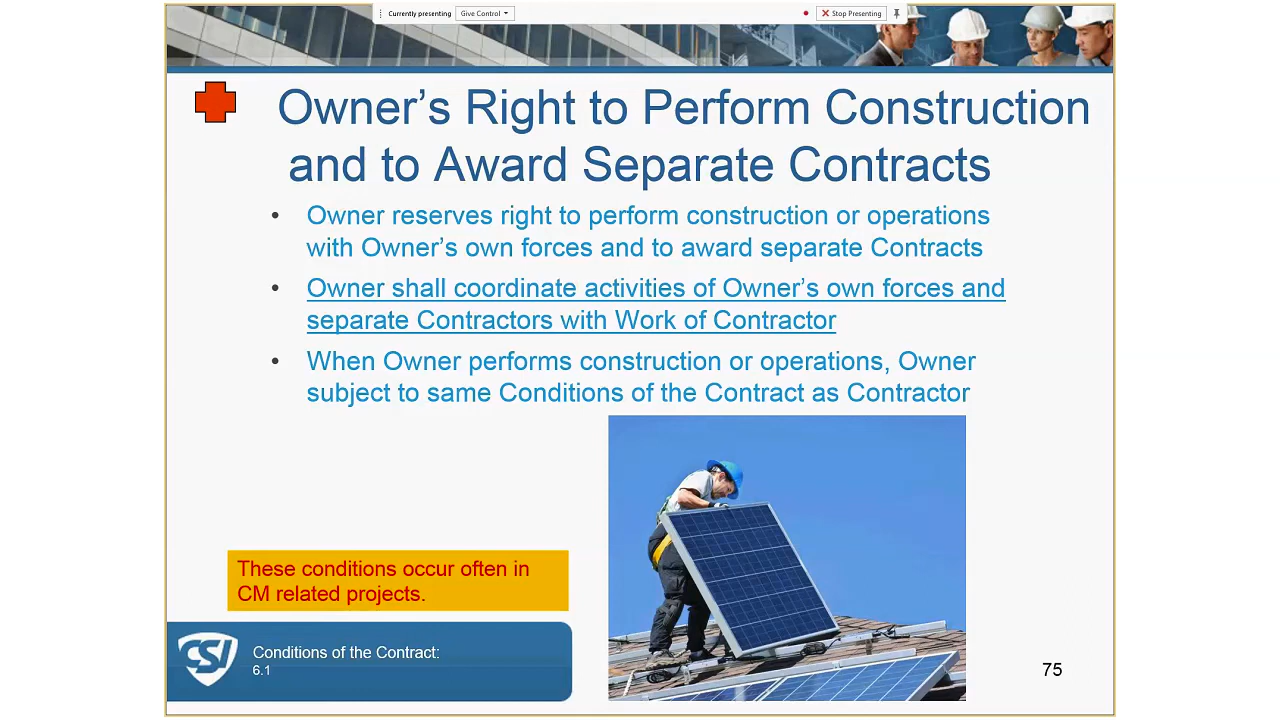 Currently presenting Give Control Stop Presenting
Owner's Right to Perform Construction
and to Award Separate Contracts
• Owner reserves right to perform construction or operations
with Owner's own forces and to award separate Contracts
• Owner shall coordinate activities of Owner's own forces and
separate Contractors with Work of Contractor
• When Owner performs construction or operations, Owner
subject to same Conditions of the Contract as Contractor
These conditions occur often in
CM related projects.
CSI
Conditions of the Contract:
6.1
75